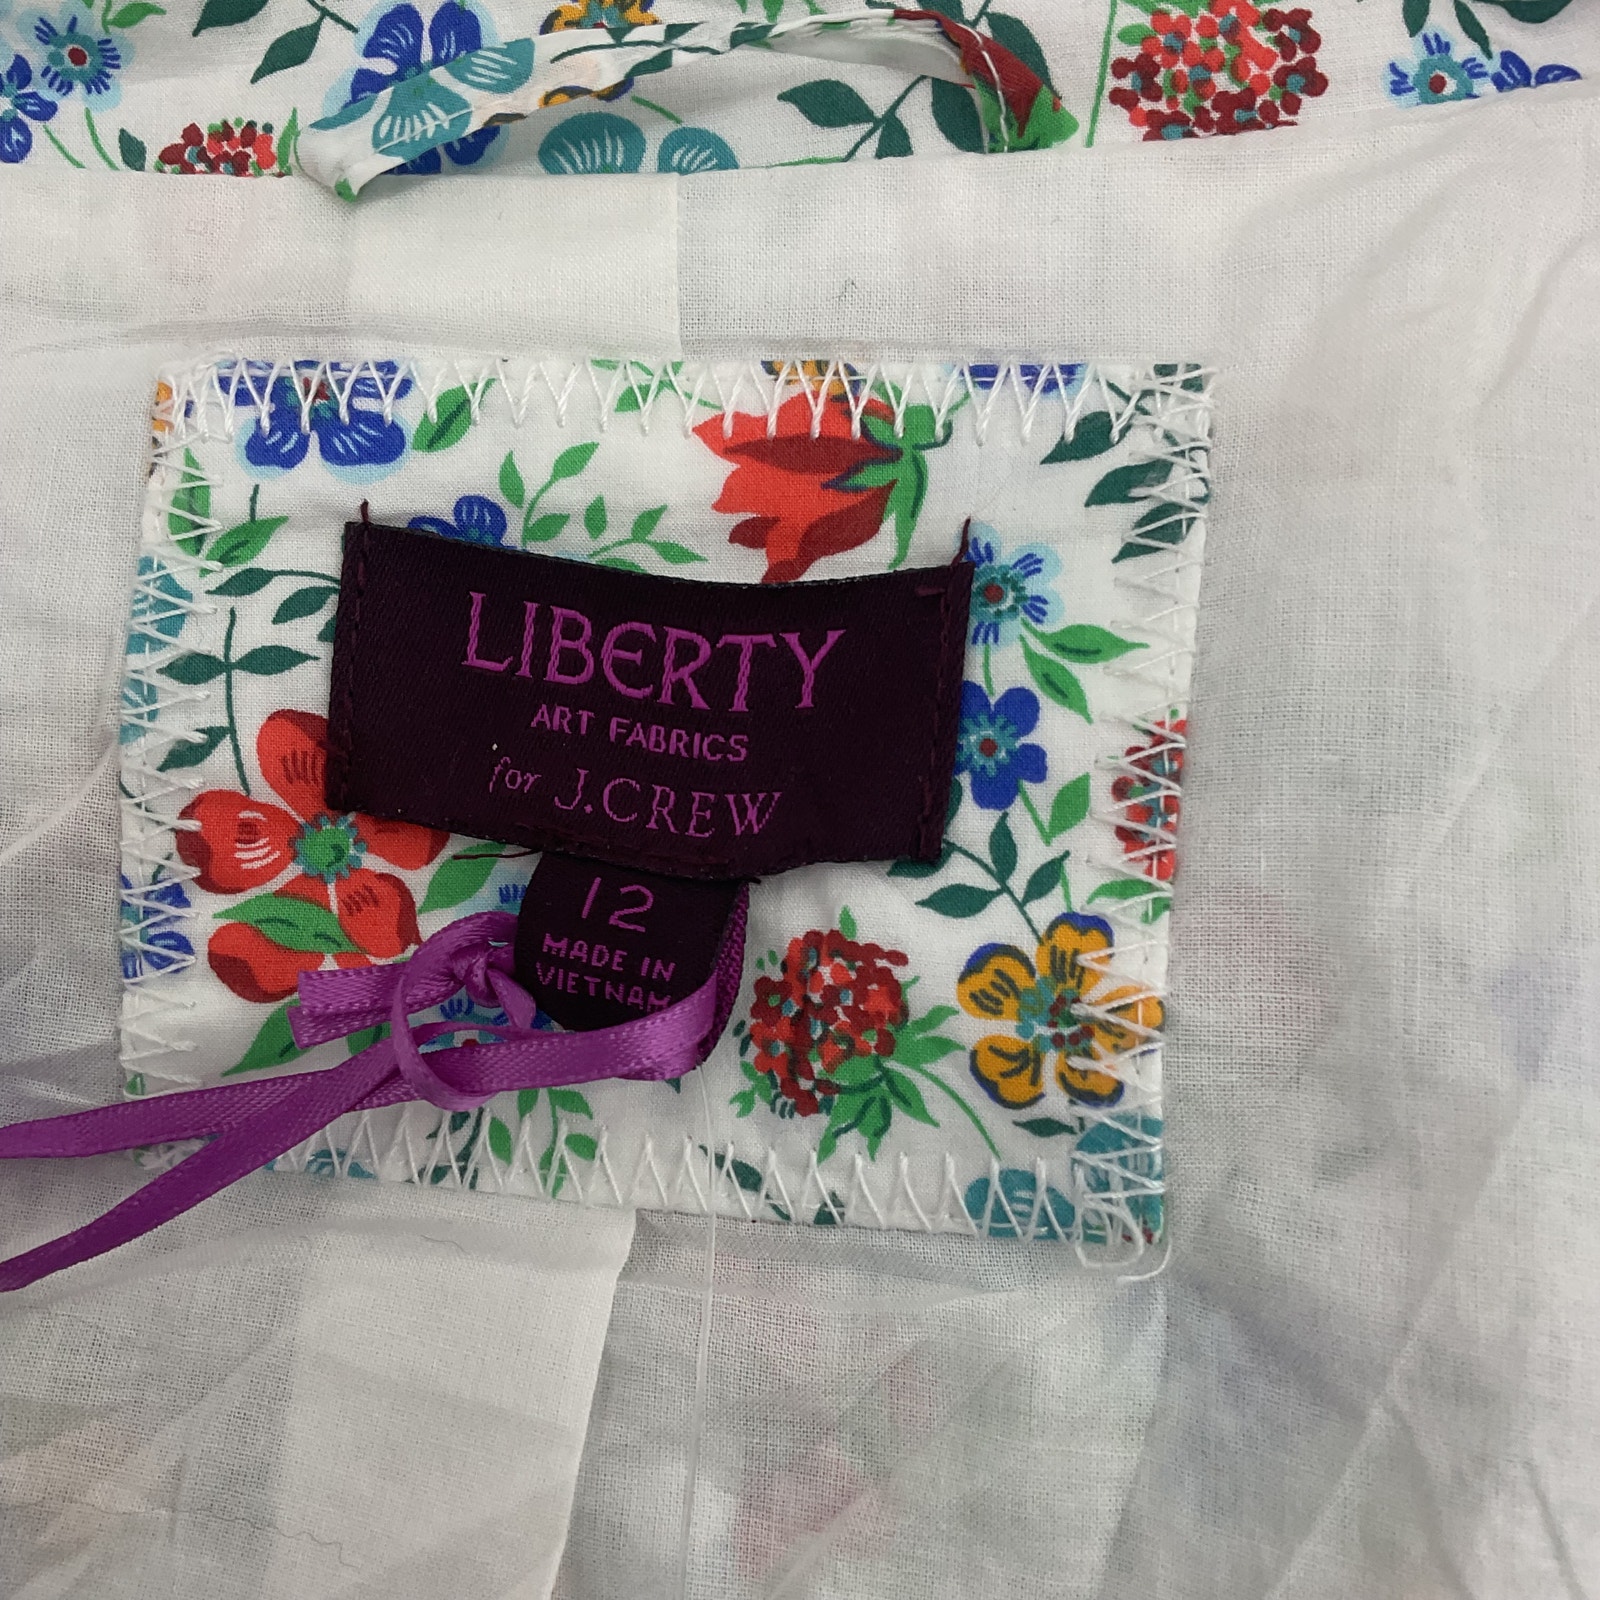 LIBERTY
ART FABRICS
for J.CREW
12
MADE IN
VIETNAM